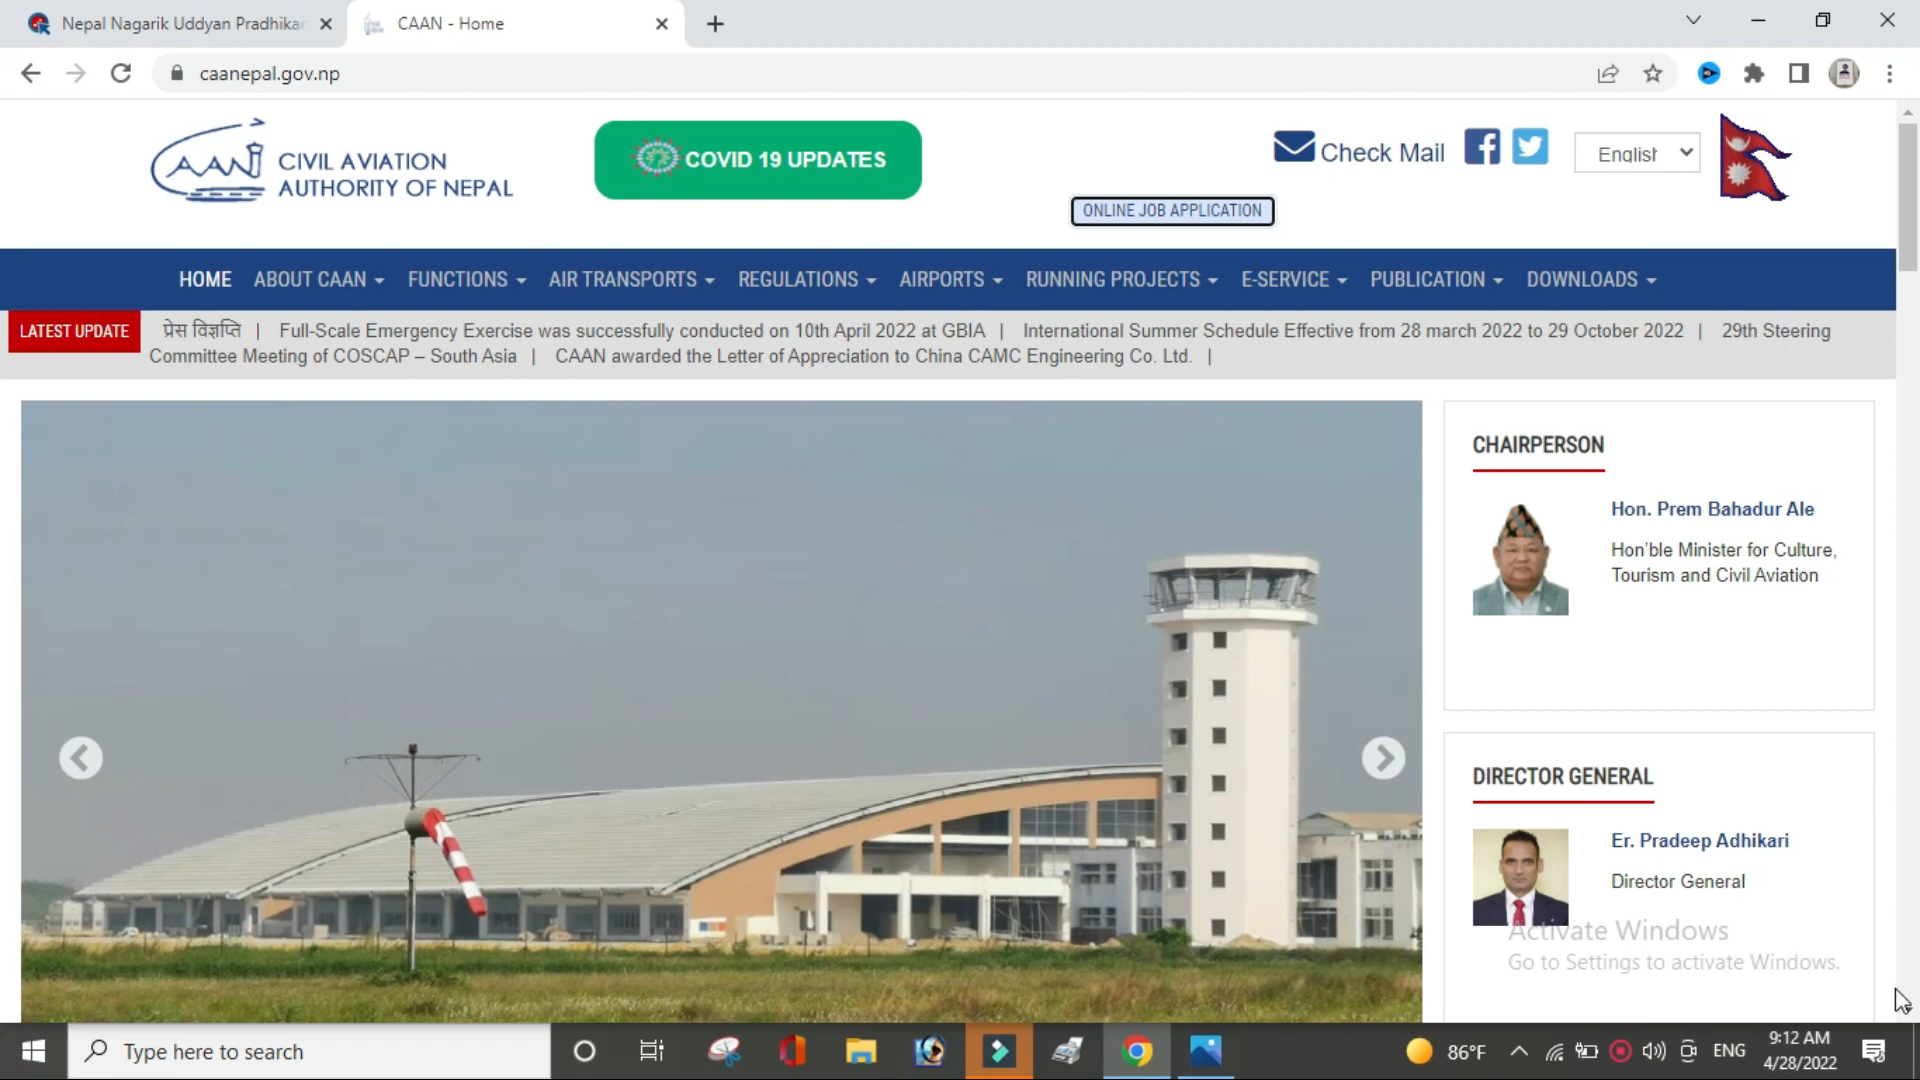 Nepal Nagarik Uddyan Pradhikar
CAAN - Home
caanepal.gov.np
CAAN
CIVIL AVIATION
AUTHORITY OF NEPAL
COVID 19 UPDATES
Check Mail
English
ONLINE JOB APPLICATION
HOME ABOUT CAAN FUNCTIONS AIR TRANSPORTS REGULATIONS AIRPORTS RUNNING PROJECTS E-SERVICE PUBLICATION DOWNLOADS
LATEST UPDATE
प्रेस विज्ञप्ति | Full-Scale Emergency Exercise was successfully conducted on 10th April 2022 at GBIA | International Summer Schedule Effective from 28 march 2022 to 29 October 2022 | 29th Steering
Committee Meeting of COSCAP – South Asia | CAAN awarded the Letter of Appreciation to China CAMC Engineering Co. Ltd. |
CHAIRPERSON
Hon. Prem Bahadur Ale
Hon'ble Minister for Culture,
Tourism and Civil Aviation
DIRECTOR GENERAL
Er. Pradeep Adhikari
Director General
Activate Windows
Go to Settings to activate Windows.
Type here to search
86°F
ENG
9:12 AM
4/28/2022